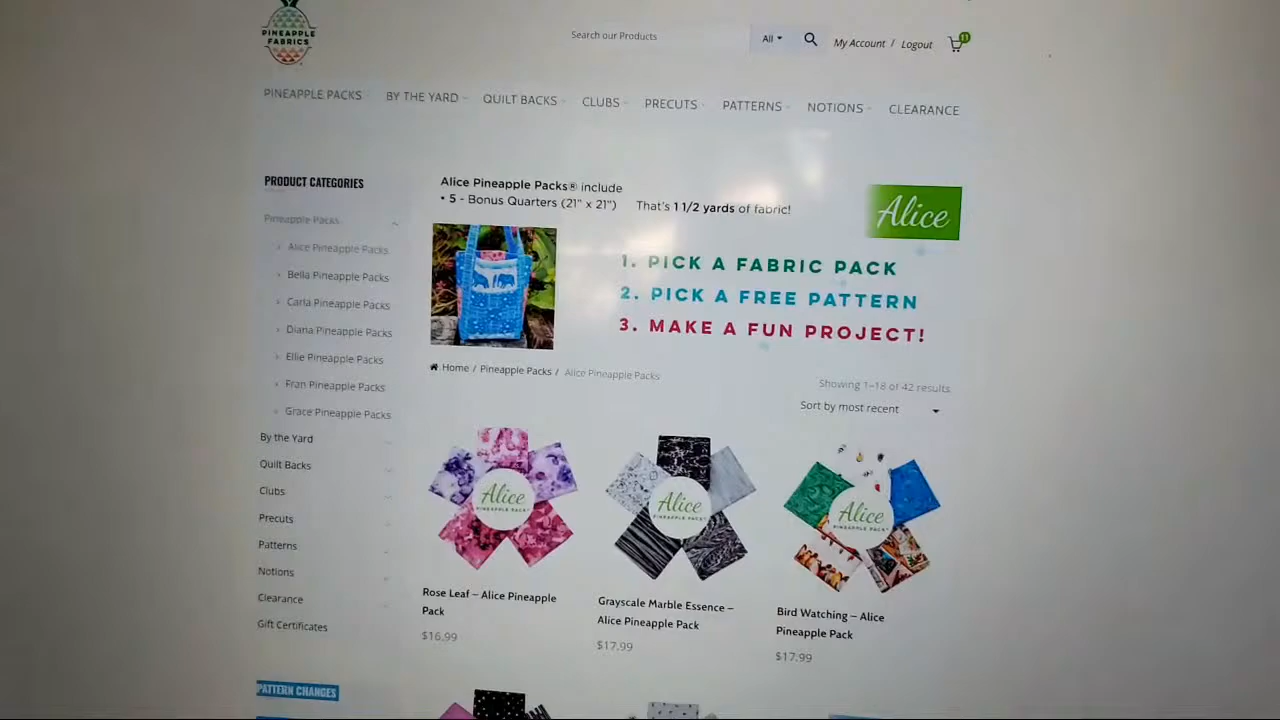 PINEAPPLE
FABRICS
Search our Products
All
My Account / Logout
11
PINEAPPLE PACKS BY THE YARD QUILT BACKS CLUBS PRECUTS PATTERNS NOTIONS CLEARANCE
PRODUCT CATEGORIES
Pineapple Packs
Alice Pineapple Packs
Bella Pineapple Packs
Carla Pineapple Packs
Diana Pineapple Packs
Ellie Pineapple Packs
Fran Pineapple Packs
Grace Pineapple Packs
By the Yard
Quilt Backs
Clubs
Precuts
Patterns
Notions
Clearance
Gift Certificates
PATTERN CHANGES
Alice Pineapple Packs® include
• 5 - Bonus Quarters (21" x 21") That's 1 1/2 yards of fabric!
Alice
1. PICK A FABRIC PACK
2. PICK A FREE PATTERN
3. MAKE A FUN PROJECT!
Home / Pineapple Packs / Alice Pineapple Packs
Showing 1–18 of 42 results
Sort by most recent
Alice
PINEAPPLE PACK
Rose Leaf – Alice Pineapple
Pack
$16.99
Alice
PINEAPPLE PACK
Grayscale Marble Essence –
Alice Pineapple Pack
$17.99
Alice
PINEAPPLE PACK
Bird Watching – Alice
Pineapple Pack
$17.99